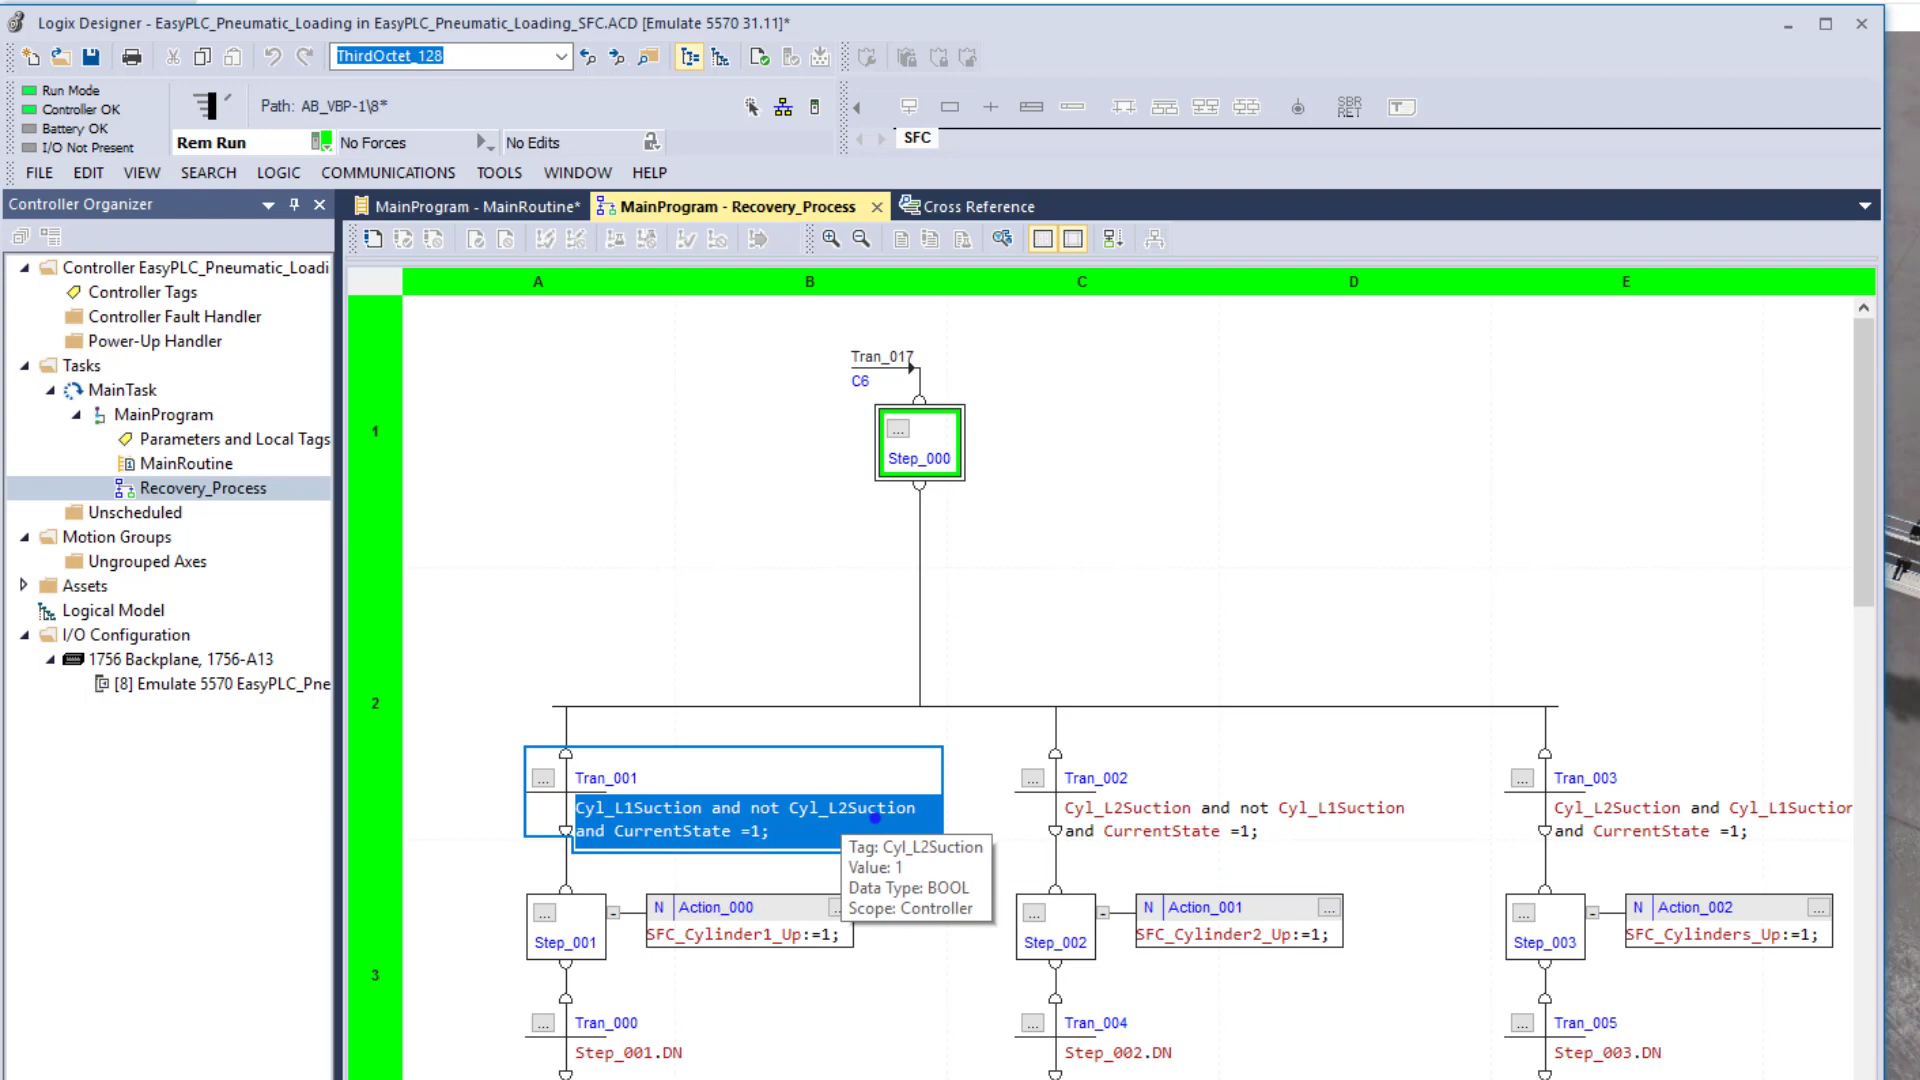 Logix Designer - EasyPLC_Pneumatic_Loading in EasyPLC_Pneumatic_Loading_SFC.ACD [Emulate 5570 31.11]*
ThirdOctet_128
Run Mode
Controller OK
Battery OK
I/O Not Present
Path: AB_VBP-1\8*
Rem Run
No Forces
No Edits
SBR
RET
SFC
FILE EDIT VIEW SEARCH LOGIC COMMUNICATIONS TOOLS WINDOW HELP
Controller Organizer
MainProgram - MainRoutine*
MainProgram - Recovery_Process
Cross Reference
Controller EasyPLC_Pneumatic_Loadi
Controller Tags
Controller Fault Handler
Power-Up Handler
Tasks
MainTask
MainProgram
Parameters and Local Tags
MainRoutine
Recovery_Process
Unscheduled
Motion Groups
Ungrouped Axes
Assets
Logical Model
I/O Configuration
1756 Backplane, 1756-A13
[8] Emulate 5570 EasyPLC_Pne
A B C D E
1
2
3
Tran_017
C6
...
Step_000
... Tran_001
Cyl_L1Suction and not Cyl_L2Suction
and CurrentState =1;
Tag: Cyl_L2Suction
Value: 1
Data Type: BOOL
Scope: Controller
... Tran_002
Cyl_L2Suction and not Cyl_L1Suction
and CurrentState =1;
... Tran_003
Cyl_L2Suction and Cyl_L1Suction
and CurrentState =1;
...
Step_001
N Action_000 ...
SFC_Cylinder1_Up:=1;
...
Step_002
N Action_001 ...
SFC_Cylinder2_Up:=1;
...
Step_003
N Action_002 ...
SFC_Cylinders_Up:=1;
... Tran_000
Step_001.DN
... Tran_004
Step_002.DN
... Tran_005
Step_003.DN